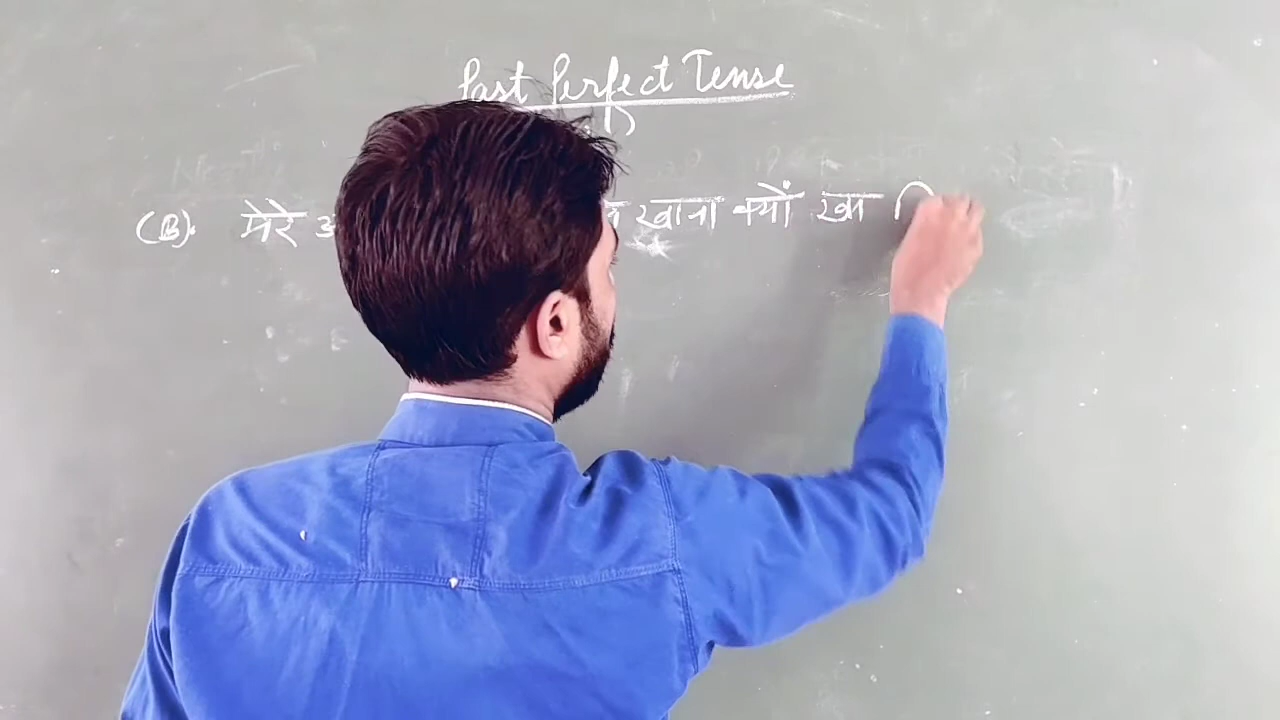 Past Perfect Tense
(B). मेरे खाना क्यों खा